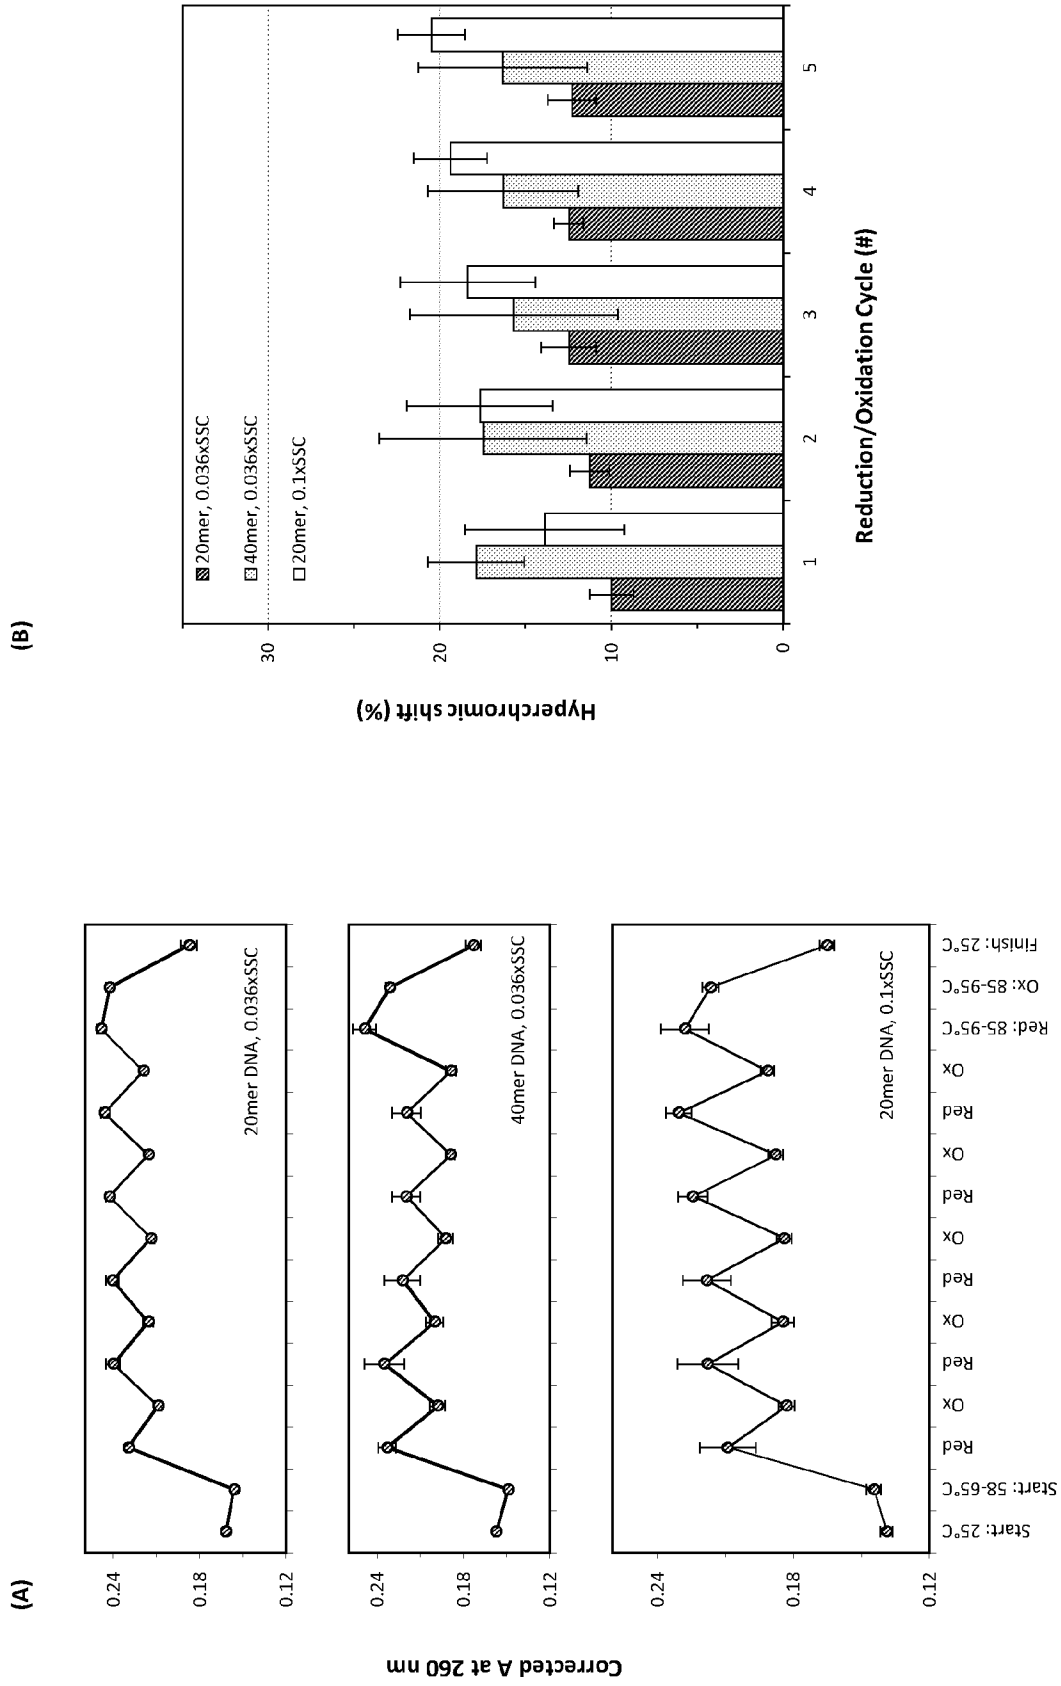 (A)
Corrected A at 260 nm
0.24
0.18
0.12
20mer DNA, 0.036xSSC
0.24
0.18
0.12
40mer DNA, 0.036xSSC
0.24
0.18
0.12
20mer DNA, 0.1xSSC
Start: 25°C
Start: 58-65°C
Red
Ox
Red
Ox
Red
Ox
Red
Ox
Red
Ox
Red: 85-95°C
Ox: 85-95°C
Finish: 25°C
(B)
Hyperchromic shift (%)
30
20
10
0
20mer, 0.036xSSC
40mer, 0.036xSSC
20mer, 0.1xSSC
1
2
3
4
5
Reduction/Oxidation Cycle (#)